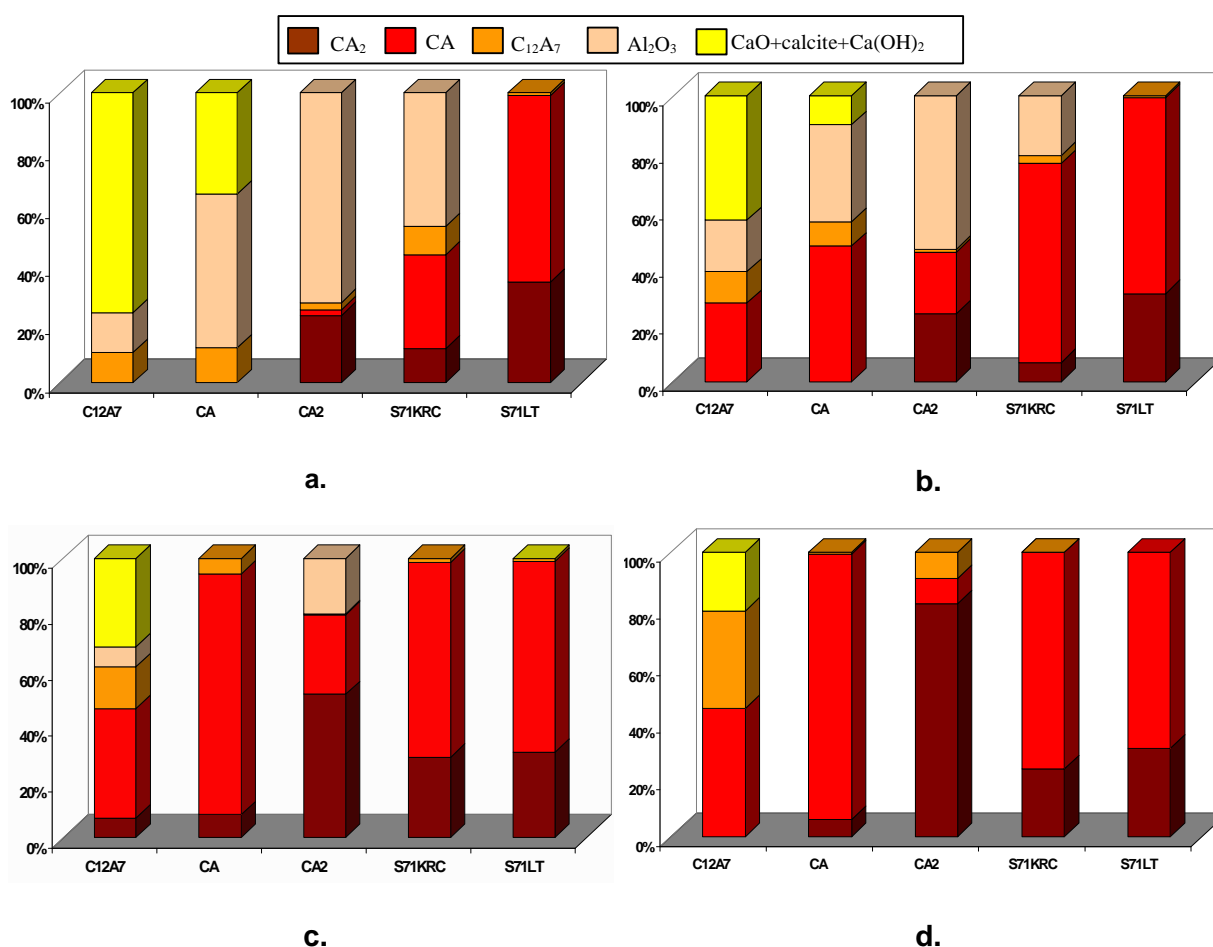 CA₂ CA C₁₂A₇ Al₂O₃ CaO+calcite+Ca(OH)₂
100%
80%
60%
40%
20%
0%
C12A7 CA CA2 S71KRC S71LT
a.
100%
80%
60%
40%
20%
0%
C12A7 CA CA2 S71KRC S71LT
b.
100%
80%
60%
40%
20%
0%
C12A7 CA CA2 S71KRC S71LT
c.
100%
80%
60%
40%
20%
0%
C12A7 CA CA2 S71KRC S71LT
d.